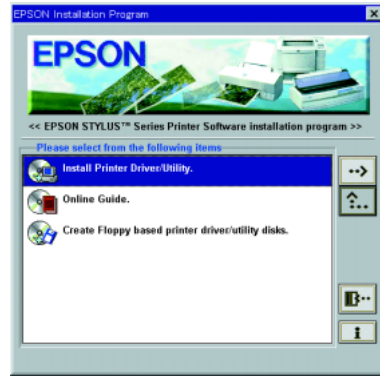 EPSON Installation Program
EPSON
<< EPSON STYLUS™ Series Printer Software installation program >>
Please select from the following items
Install Printer Driver/Utility.
Online Guide.
Create Floppy based printer driver/utility disks.